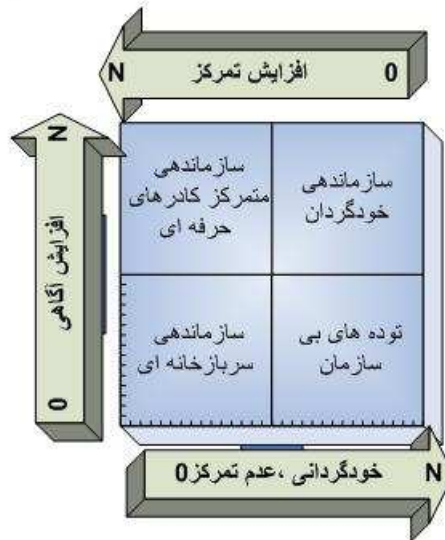 N افزایش تمرکز 0
N افزایش آگاهی 0
سازماندهی
خودگردان
سازماندهی
متمرکز کادرهای
حرفه ای
توده های بی
سازمان
سازماندهی
سربازخانه ای
N خودگردانی ،عدم تمرکز0